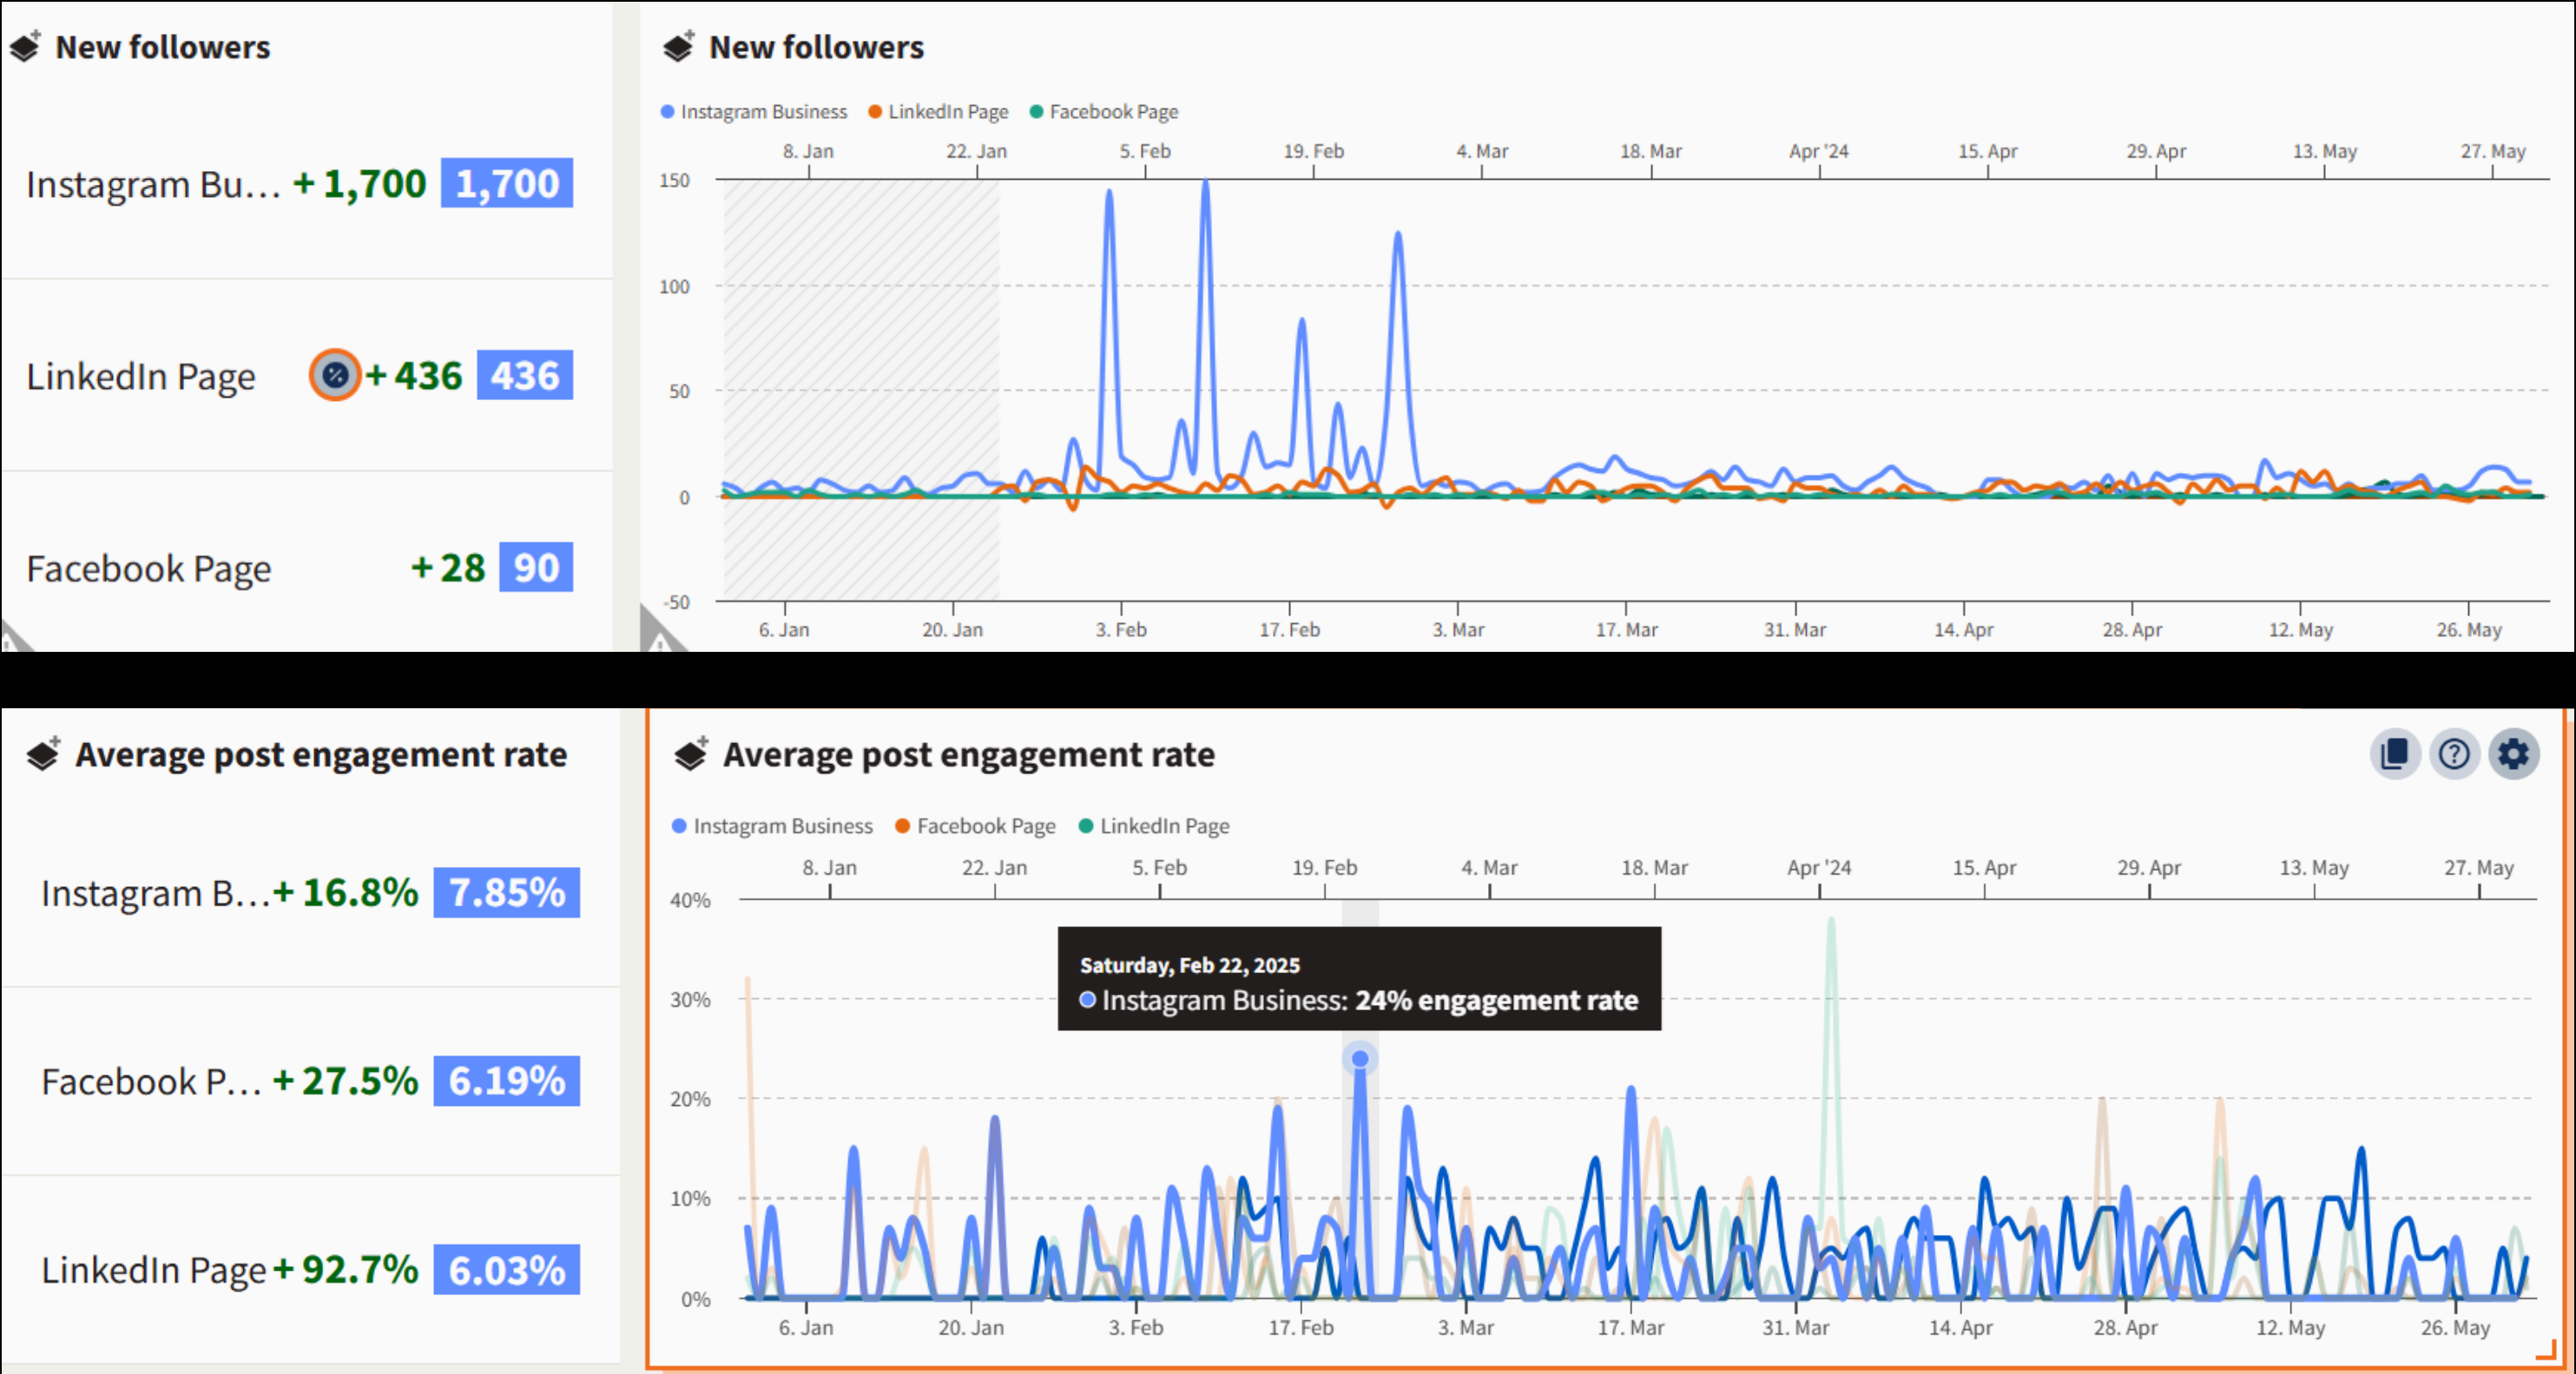 New followers
Instagram Bu... + 1,700 1,700
LinkedIn Page + 436 436
Facebook Page + 28 90
New followers
Instagram Business LinkedIn Page Facebook Page
8. Jan 22. Jan 5. Feb 19. Feb 4. Mar 18. Mar Apr '24 15. Apr 29. Apr 13. May 27. May
150
100
50
0
-50
6. Jan 20. Jan 3. Feb 17. Feb 3. Mar 17. Mar 31. Mar 14. Apr 28. Apr 12. May 26. May
Average post engagement rate
Instagram B... + 16.8% 7.85%
Facebook P... + 27.5% 6.19%
LinkedIn Page + 92.7% 6.03%
Average post engagement rate
Instagram Business Facebook Page LinkedIn Page
8. Jan 22. Jan 5. Feb 19. Feb 4. Mar 18. Mar Apr '24 15. Apr 29. Apr 13. May 27. May
40%
30%
20%
10%
0%
Saturday, Feb 22, 2025
Instagram Business: 24% engagement rate
6. Jan 20. Jan 3. Feb 17. Feb 3. Mar 17. Mar 31. Mar 14. Apr 28. Apr 12. May 26. May